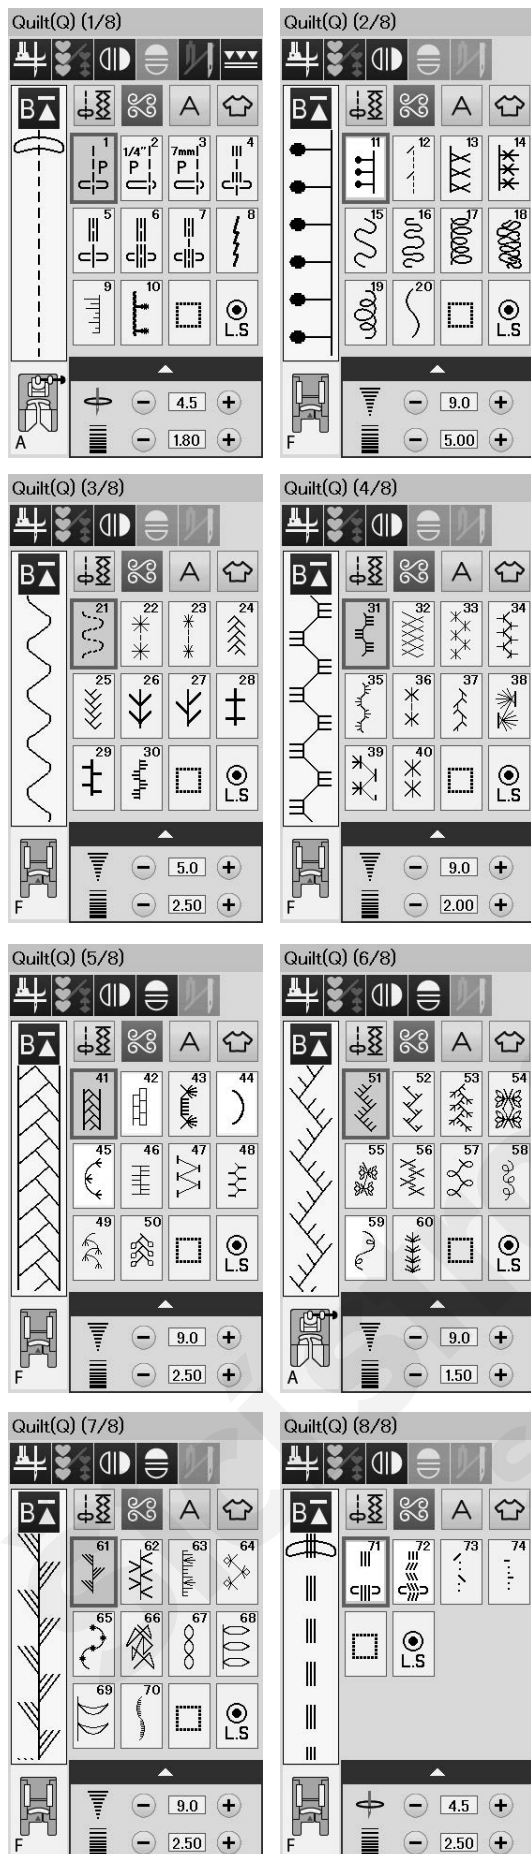 Quilt(Q) (1/8)
B A
1 2 3 4
P 1/4" P 7mm P
5 6 7 8
9 10
L.S
A
4.5
1.80
Quilt(Q) (2/8)
B A
11 12 13 14
15 16 17 18
19 20
L.S
F
9.0
5.00
Quilt(Q) (3/8)
B A
21 22 23 24
25 26 27 28
29 30
L.S
F
5.0
2.50
Quilt(Q) (4/8)
B A
31 32 33 34
35 36 37 38
39 40
L.S
F
9.0
2.00
Quilt(Q) (5/8)
B A
41 42 43 44
45 46 47 48
49 50
L.S
F
9.0
2.50
Quilt(Q) (6/8)
B A
51 52 53 54
55 56 57 58
59 60
L.S
A
9.0
1.50
Quilt(Q) (7/8)
B A
61 62 63 64
65 66 67 68
69 70
L.S
F
9.0
2.50
Quilt(Q) (8/8)
B A
71 72 73 74
L.S
F
4.5
2.50